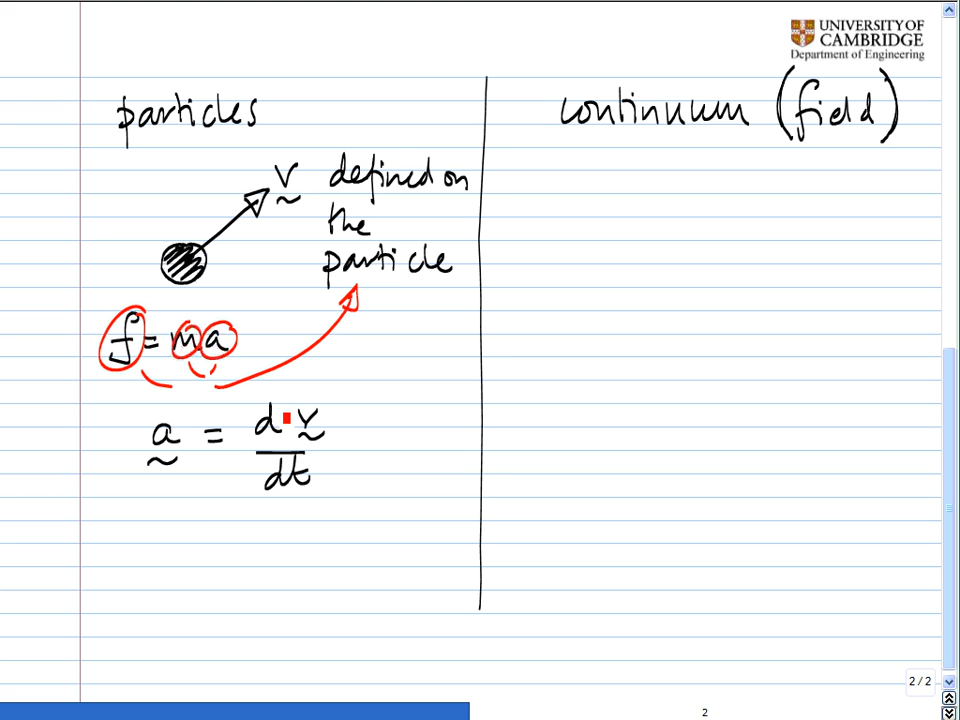 UNIVERSITY OF
CAMBRIDGE
Department of Engineering
particles
continuum (field)
v defined on
the
particle
f = ma
a = dv
dt
2 / 2
2